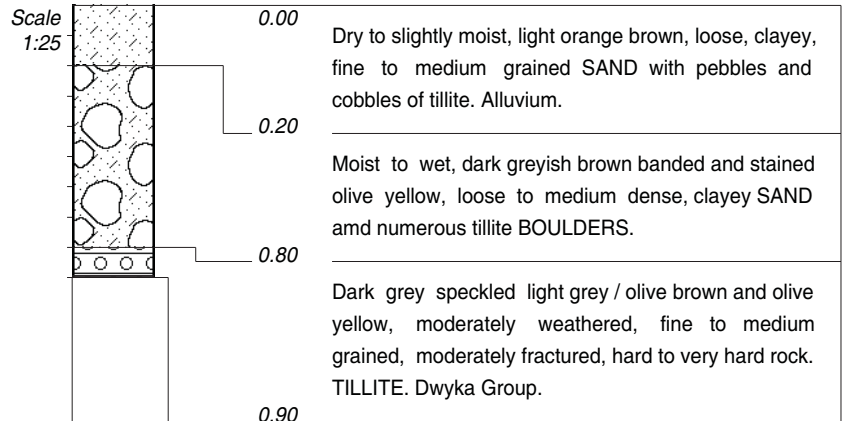 Scale
1:25
0.00
Dry to slightly moist, light orange brown, loose, clayey,
fine to medium grained SAND with pebbles and
cobbles of tillite. Alluvium.
0.20
Moist to wet, dark greyish brown banded and stained
olive yellow, loose to medium dense, clayey SAND
amd numerous tillite BOULDERS.
0.80
Dark grey speckled light grey / olive brown and olive
yellow, moderately weathered, fine to medium
grained, moderately fractured, hard to very hard rock.
TILLITE. Dwyka Group.
0.90